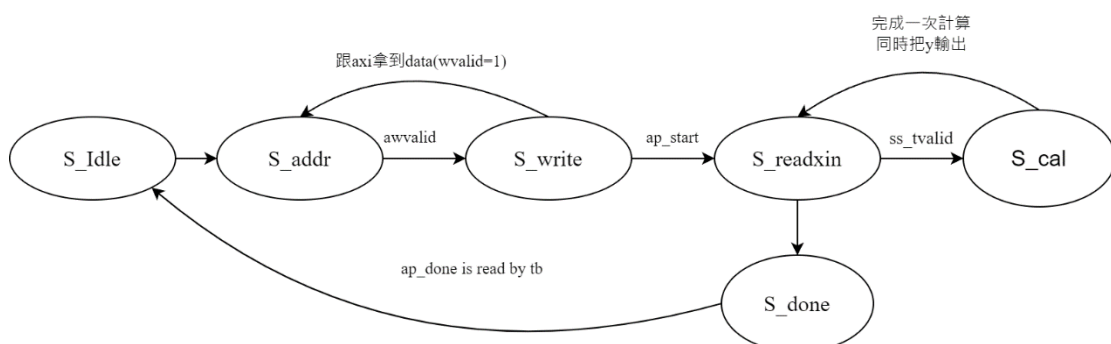 完成一次計算
同時把y輸出
跟axi拿到data(wvalid=1)
S_Idle
S_addr
awvalid
S_write
ap_start
S_readxin
ss_tvalid
S_cal
ap_done is read by tb
S_done